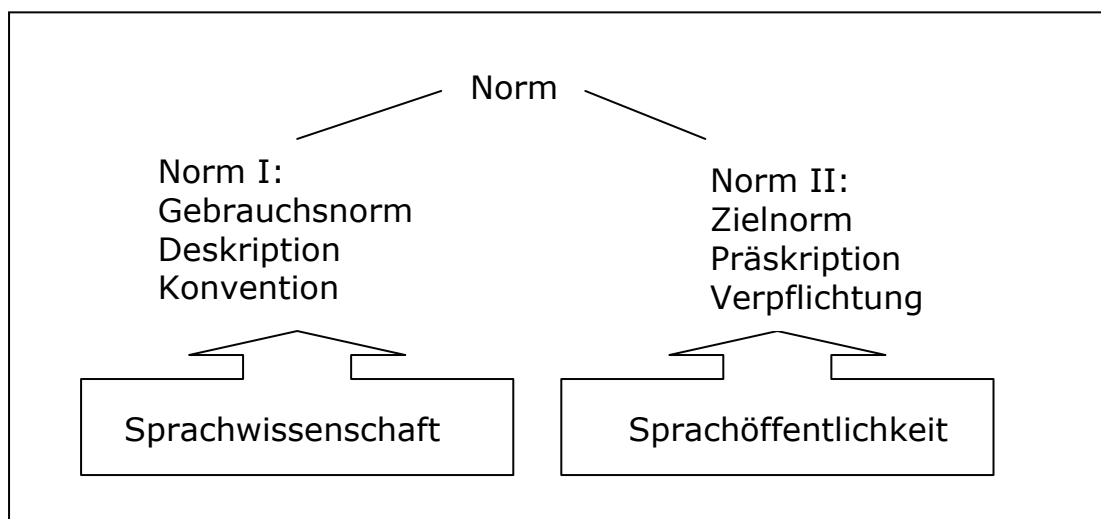 Norm
Norm I:
Gebrauchsnorm
Deskription
Konvention
Norm II:
Zielnorm
Präskription
Verpflichtung
Sprachwissenschaft
Sprachöffentlichkeit